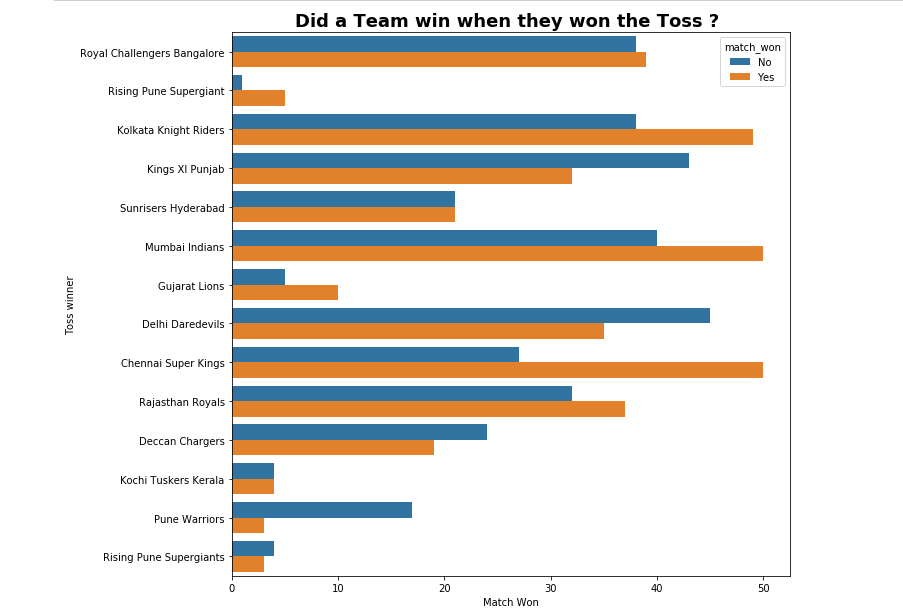 Did a Team win when they won the Toss ?
match_won
No
Yes
Toss winner
Royal Challengers Bangalore
Rising Pune Supergiant
Kolkata Knight Riders
Kings XI Punjab
Sunrisers Hyderabad
Mumbai Indians
Gujarat Lions
Delhi Daredevils
Chennai Super Kings
Rajasthan Royals
Deccan Chargers
Kochi Tuskers Kerala
Pune Warriors
Rising Pune Supergiants
0 10 20 30 40 50
Match Won